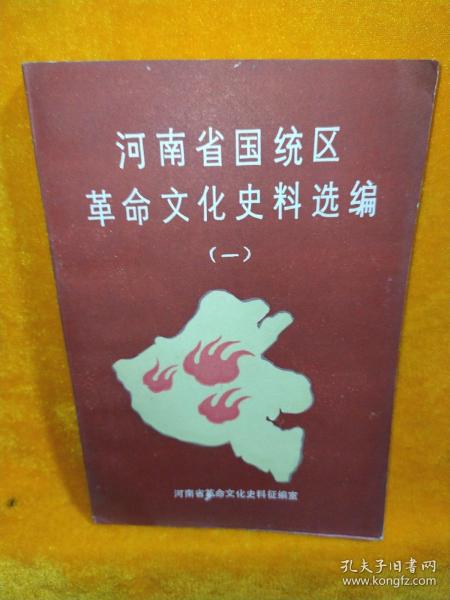 河南省国统区
革命文化史料选编
(一)
河南省革命文化史料征编室
孔夫子旧书网
www.kongfz.com